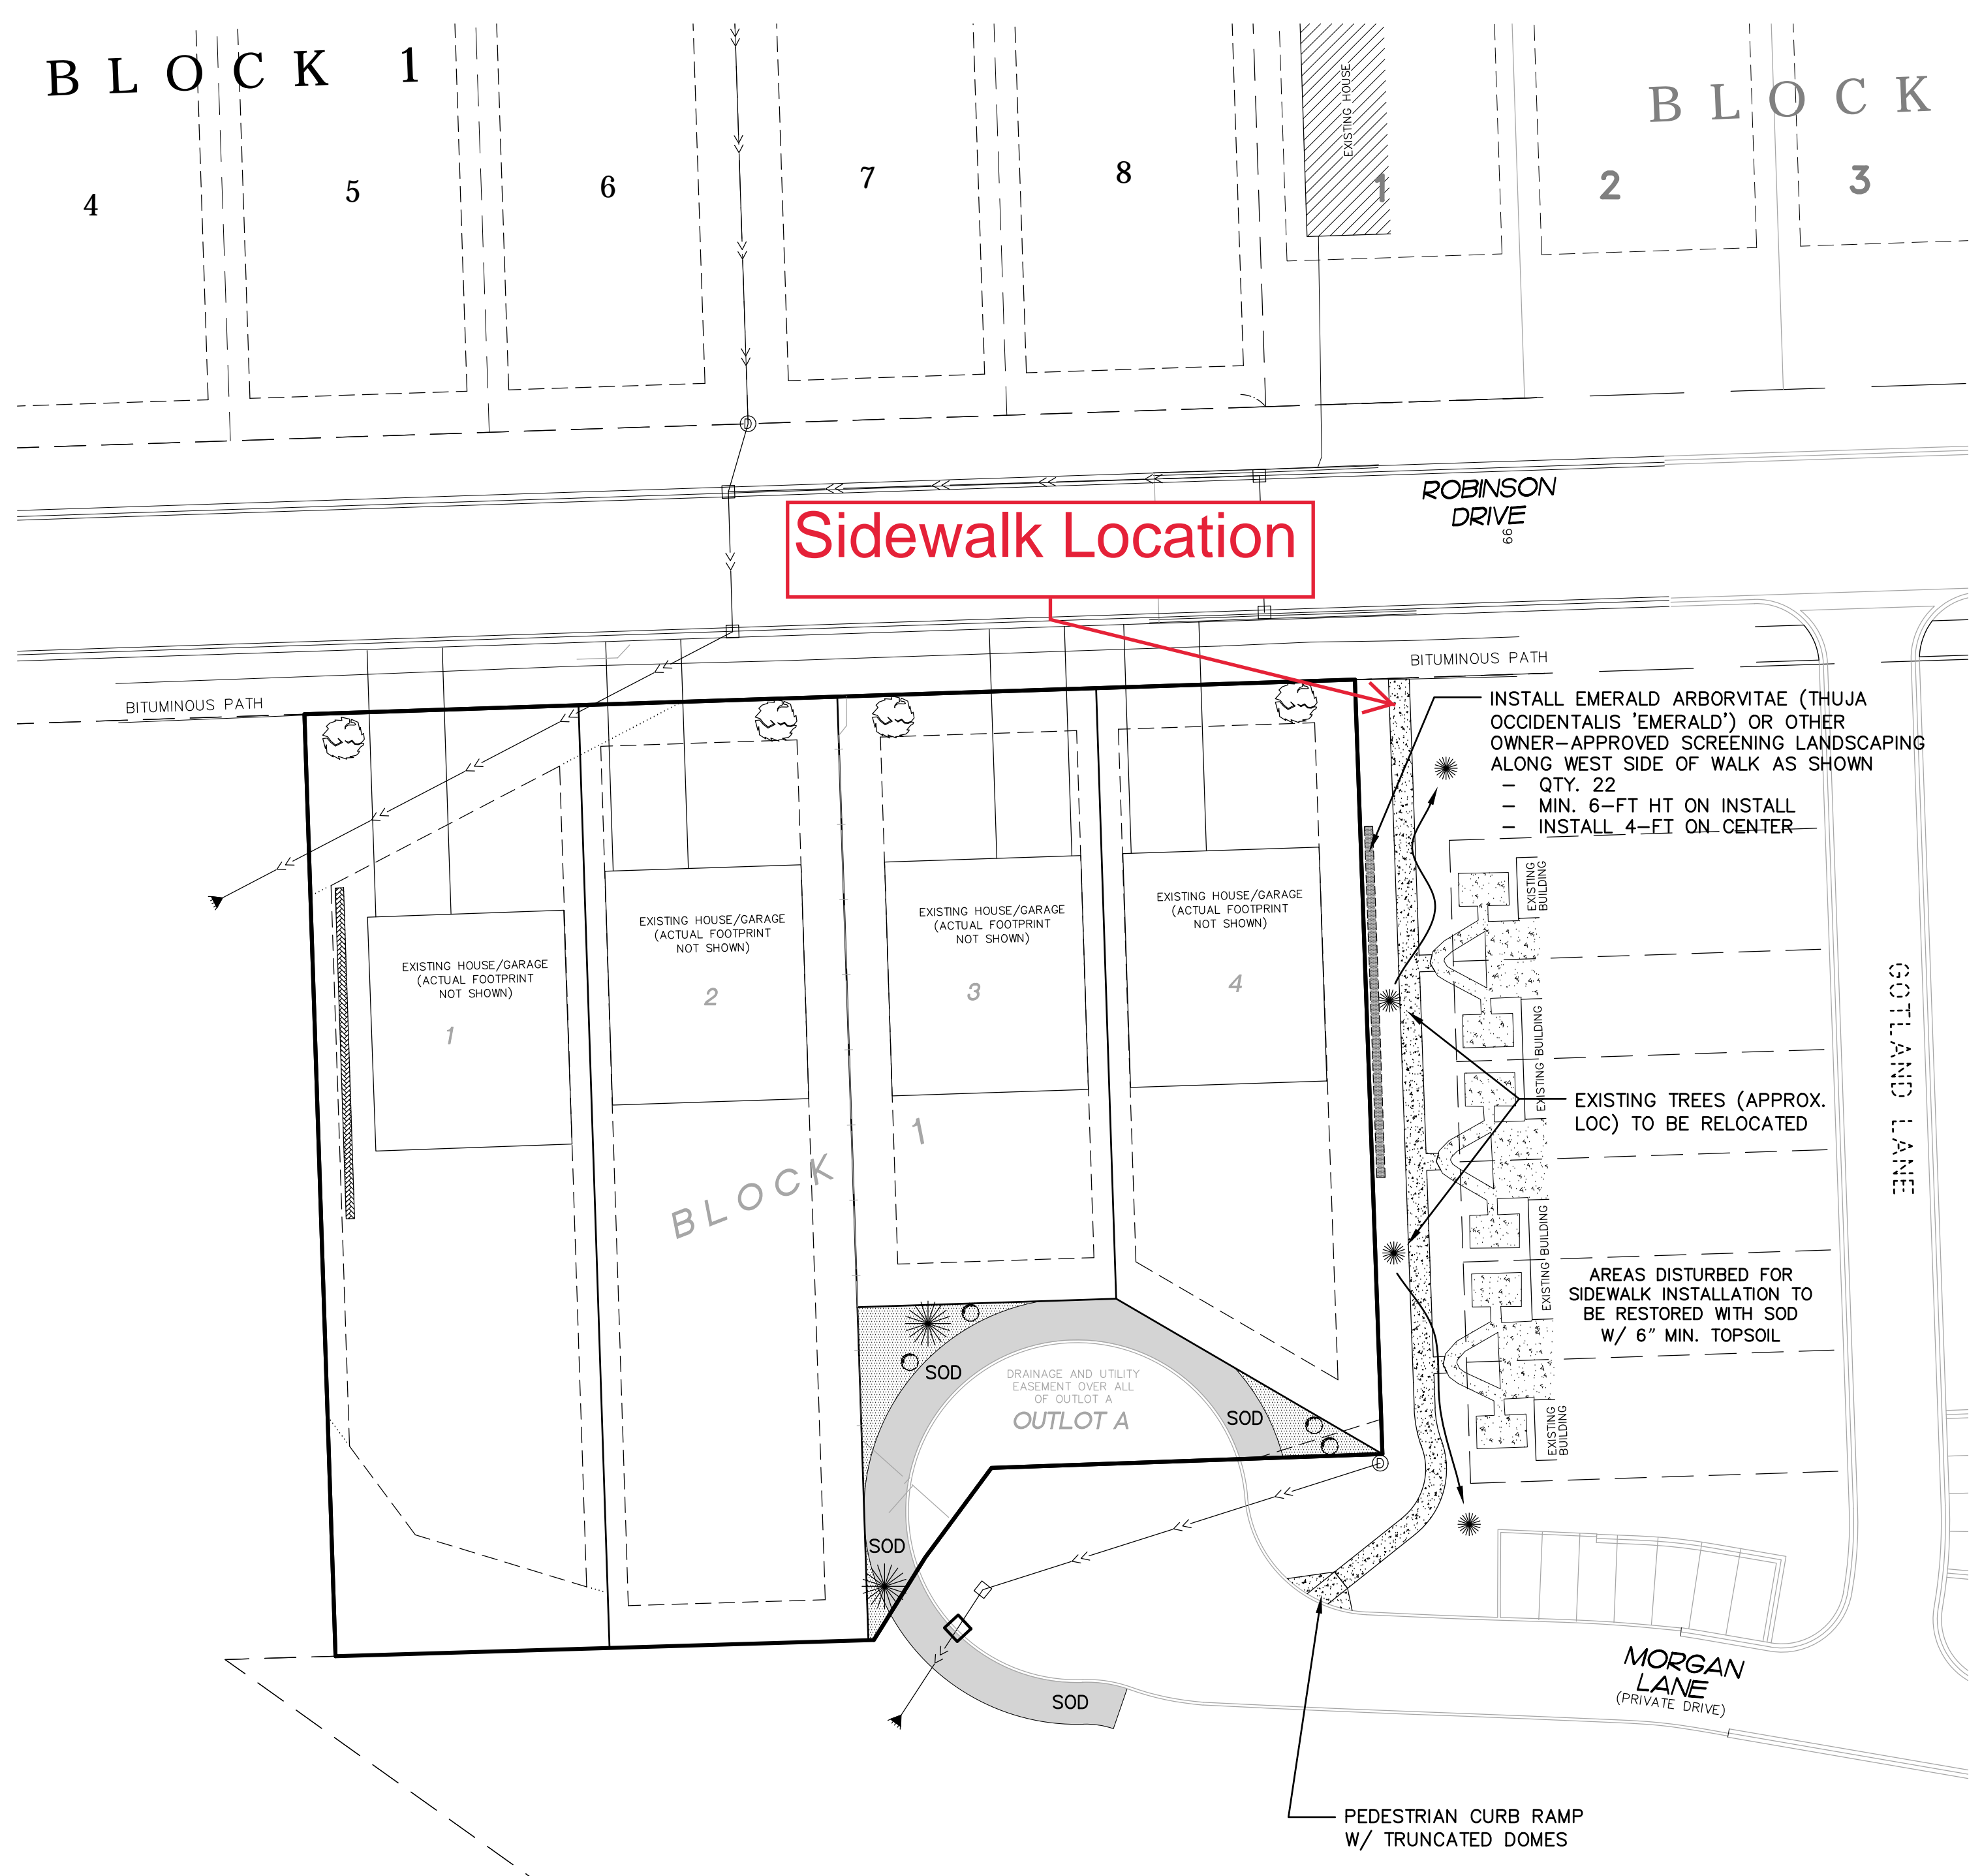 BLOCK 1
BLOCK
EXISTING HOUSE
4
5
6
7
8
1
2
3
ROBINSON
DRIVE
66
Sidewalk Location
BITUMINOUS PATH
BITUMINOUS PATH
INSTALL EMERALD ARBORVITAE (THUJA
OCCIDENTALIS 'EMERALD') OR OTHER
OWNER-APPROVED SCREENING LANDSCAPING
ALONG WEST SIDE OF WALK AS SHOWN
- QTY. 22
- MIN. 6-FT HT ON INSTALL
- INSTALL 4-FT ON CENTER
EXISTING
BUILDING
EXISTING HOUSE/GARAGE
(ACTUAL FOOTPRINT
NOT SHOWN)
1
EXISTING HOUSE/GARAGE
(ACTUAL FOOTPRINT
NOT SHOWN)
2
EXISTING HOUSE/GARAGE
(ACTUAL FOOTPRINT
NOT SHOWN)
3
EXISTING HOUSE/GARAGE
(ACTUAL FOOTPRINT
NOT SHOWN)
4
EXISTING BUILDING
GOTLAND LANE
EXISTING TREES (APPROX.
LOC) TO BE RELOCATED
BLOCK 1
EXISTING BUILDING
AREAS DISTURBED FOR
SIDEWALK INSTALLATION TO
BE RESTORED WITH SOD
W/ 6" MIN. TOPSOIL
SOD
DRAINAGE AND UTILITY
EASEMENT OVER ALL
OF OUTLOT A
OUTLOT A
SOD
EXISTING
BUILDING
D
D
SOD
SOD
MORGAN
LANE
(PRIVATE DRIVE)
PEDESTRIAN CURB RAMP
W/ TRUNCATED DOMES